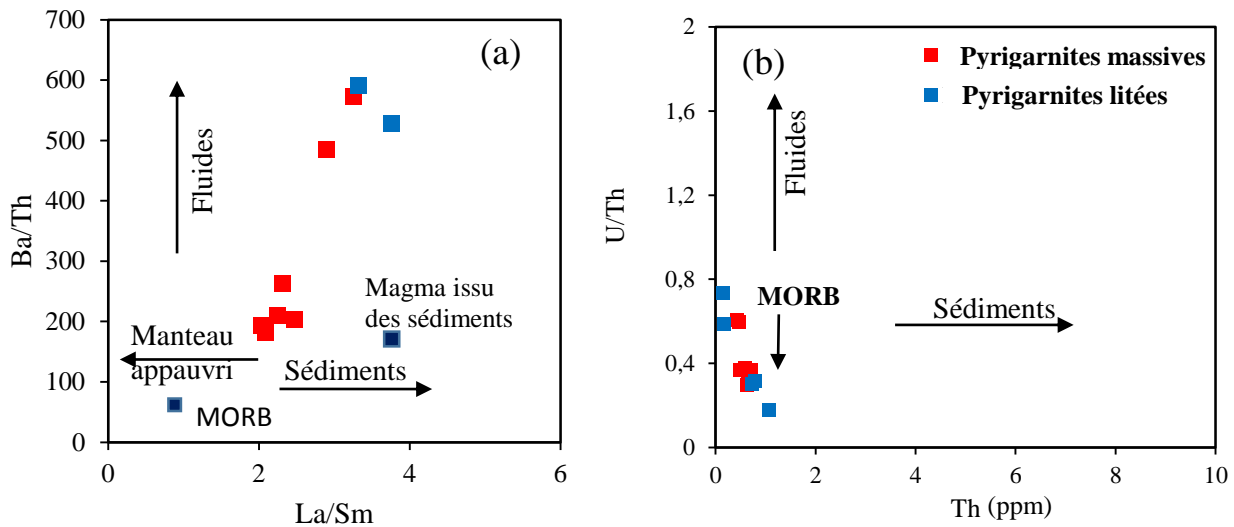 700
600
500
400
300
200
100
0
Ba/Th
(a)
Fluides
Manteau
appauvri
Sédiments
Magma issu
des sédiments
MORB
0
2
4
6
La/Sm
2
1,6
1,2
0,8
0,4
0
U/Th
(b)
Pyrigarnites massives
Pyrigarnites litées
Fluides
MORB
Sédiments
0
2
4
6
8
10
Th (ppm)